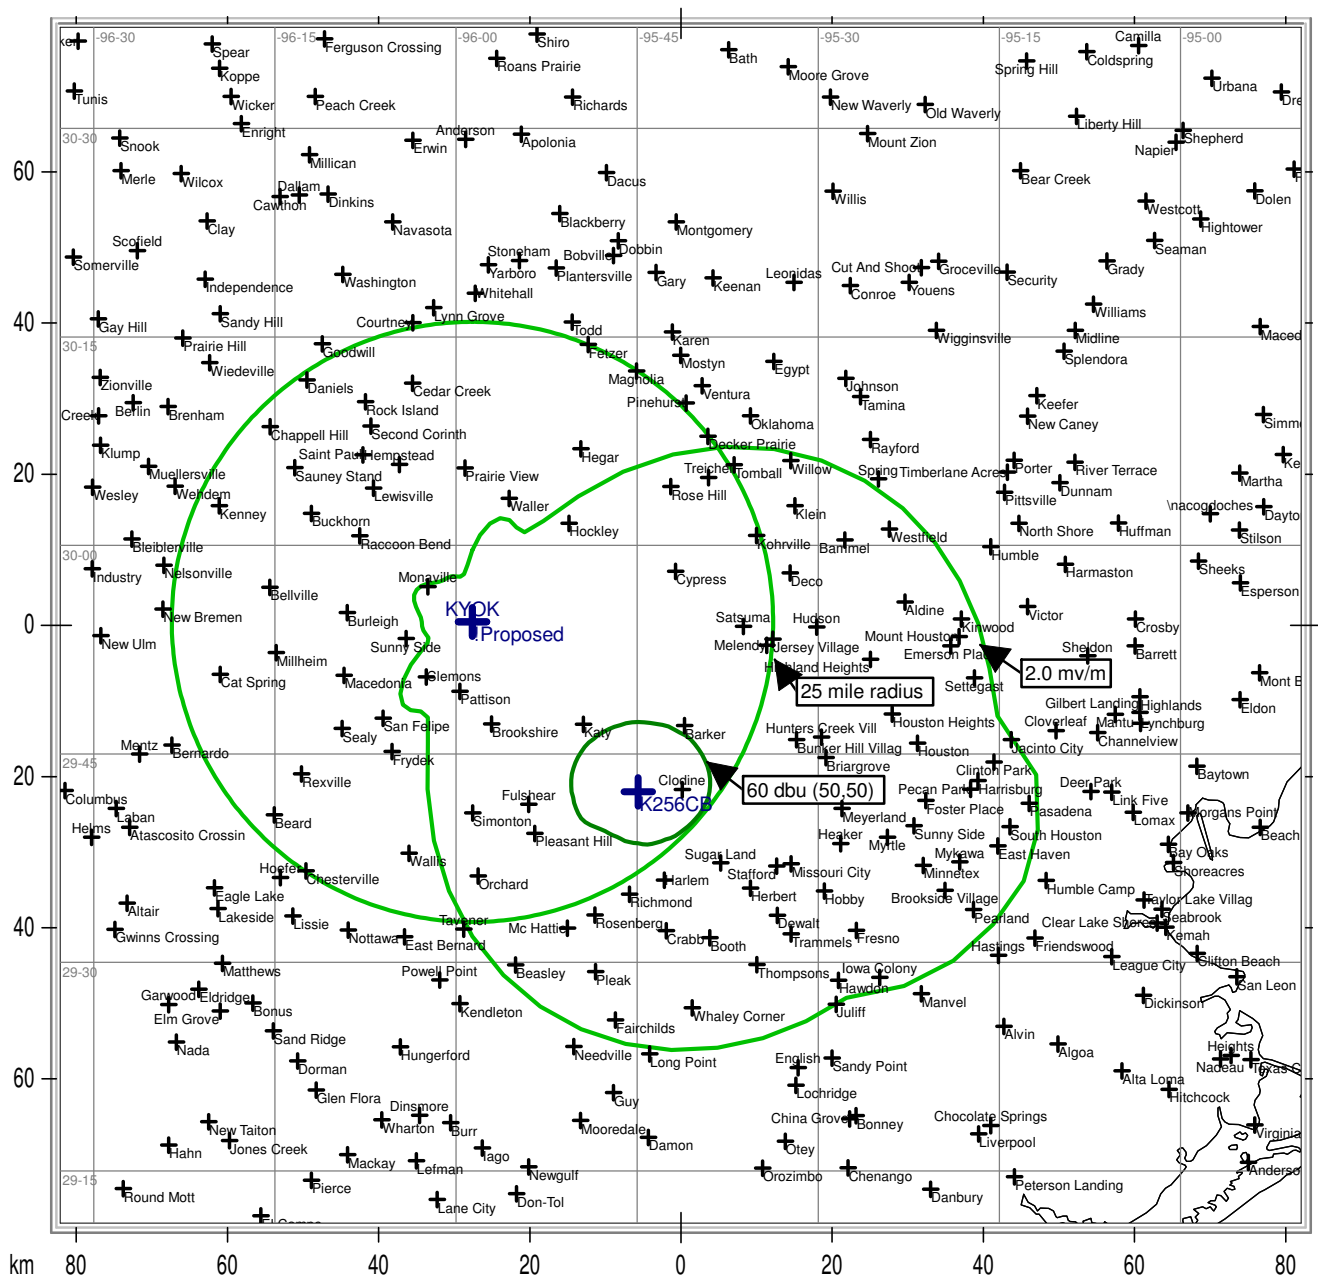 -96-30
-96-15
-96-00
-95-45
-95-30
-95-15
-95-00
Spear
Ferguson Crossing
Shiro
Camilla
Bath
Coldspring
Koppe
Roans Prairie
Moore Grove
Spring Hill
Urbana
Tunis
Wicker
Peach Creek
Richards
New Waverly
Old Waverly
Liberty Hill
Enright
30-30
Snook
Erwin
Anderson
Apolonia
Mount Zion
Napier
Shepherd
Millican
60
Merle
Wilcox
Dallam
Cawthon
Dinkins
Dacus
Willis
Bear Creek
Westcott
Dolen
Clay
Navasota
Blackberry
Montgomery
Hightower
Scofield
Somerville
Stoneham
Yarboro
Bobville
Dobbin
Plantersville
Seaman
Independence
Washington
Whitehall
Gary
Keenan
Leonidas
Conroe
Cut And Shoot
Groceville
Youens
Security
Grady
Williams
40
Gay Hill
Sandy Hill
Courtney
Lynn Grove
Todd
Karen
Wigginsville
Midline
Maced
30-15
Prairie Hill
Goodwill
Fetzer
Mostyn
Egypt
Splendora
Wiedeville
Zionville
Daniels
Cedar Creek
Magnolia
Ventura
Johnson
Tamina
Keefer
Creek
Berlin
Brenham
Rock Island
Pinehurst
Oklahoma
New Caney
Simm
Klump
Chappell Hill
Second Corinth
Decker Prairie
Rayford
Muellersville
Saint Paul
Hempstead
Hegar
Treichel
Tomball
Willow
Spring
Timberlane Acres
Porter
River Terrace
Ke
20
Wesley
Wehdem
Sauney Stand
Lewisville
Prairie View
Rose Hill
Pittsville
Dunnam
Martha
Kenney
Buckhorn
Waller
Klein
\nacogdoches
Dayto
Bleiblerville
Raccoon Bend
Hockley
Kohrville
Bammel
Westfield
North Shore
Huffman
Stilson
30-00
Industry
Nelsonville
Monaville
Cypress
Deco
Humble
Harmaston
Sheeks
Esperson
Bellville
New Bremen
Burleigh
KYOK
Proposed
Satsuma
Hudson
Aldine
Kinwood
Victor
Crosby
0
New Ulm
Sunny Side
Melendy
Jersey Village
Mount Houston
Emerson Place
Sheldon
Barrett
Millheim
Highland Heights
2.0 mv/m
Cat Spring
Macedonia
Clemons
Pattison
25 mile radius
Settegast
Mont B
San Felipe
Sealy
Brookshire
Katy
Barker
Hunters Creek Vill
Houston Heights
Gilbert Landing
Highlands
Lynchburg
Eldon
Cloverleaf
Channelview
Mentz
Bernardo
Frydek
Bunker Hill Villag
Houston
Jacinto City
29-45
Rexville
Clodine
Briargrove
Clinton Park
Baytown
Columbus
Laban
Fulshear
K256CB
60 dbu (50,50)
Pecan Park
Harrisburg
Deer Park
Link Five
Beard
Simonton
Meyerland
Foster Place
Pasadena
Lomax
Morgans Point
Helms
Atascosito Crossin
Pleasant Hill
Heaker
Myrtle
Sunny Side
South Houston
Beach
Wallis
Sugar Land
Mykawa
East Haven
Bay Oaks
Hoefer
Chesterville
Orchard
Harlem
Stafford
Missouri City
Minnetex
Shoreacres
Eagle Lake
Richmond
Herbert
Hobby
Brookside Village
Humble Camp
Taylor Lake Villag
Altair
Lakeside
Lissie
Rosenberg
Dewalt
Pearland
Clear Lake Shores
Seabrook
40
Gwinns Crossing
Nottawa
Tavener
East Bernard
Mc Hattie
Crabb
Booth
Trammels
Fresno
Hastings
Friendswood
Kemah
29-30
Matthews
Powell Point
Beasley
Pleak
Thompsons
Iowa Colony
Hawdon
League City
Clifton Beach
San Leon
Garwood
Eldridge
Elm Grove
Bonus
Kendleton
Fairchilds
Whaley Corner
Juliff
Manvel
Dickinson
Nada
Sand Ridge
Hungerford
Needville
Long Point
Alvin
Algoa
Dorman
English
Sandy Point
Heights
Nadeau
Texas C
60
Glen Flora
Guy
Lochridge
Alta Loma
Hitchcock
New Taiton
Dinsmore
Wharton
Burr
Mooredale
China Grove
Bonney
Chocolate Springs
Virginia
Hahn
Jones Creek
Iago
Damon
Otey
Liverpool
Mackay
Lefman
Newgulf
Orozimbo
Chenango
Anderso
29-15
Round Mott
Pierce
Lane City
Don-Tol
Danbury
Peterson Landing
km 80 60 40 20 0 20 40 60 80